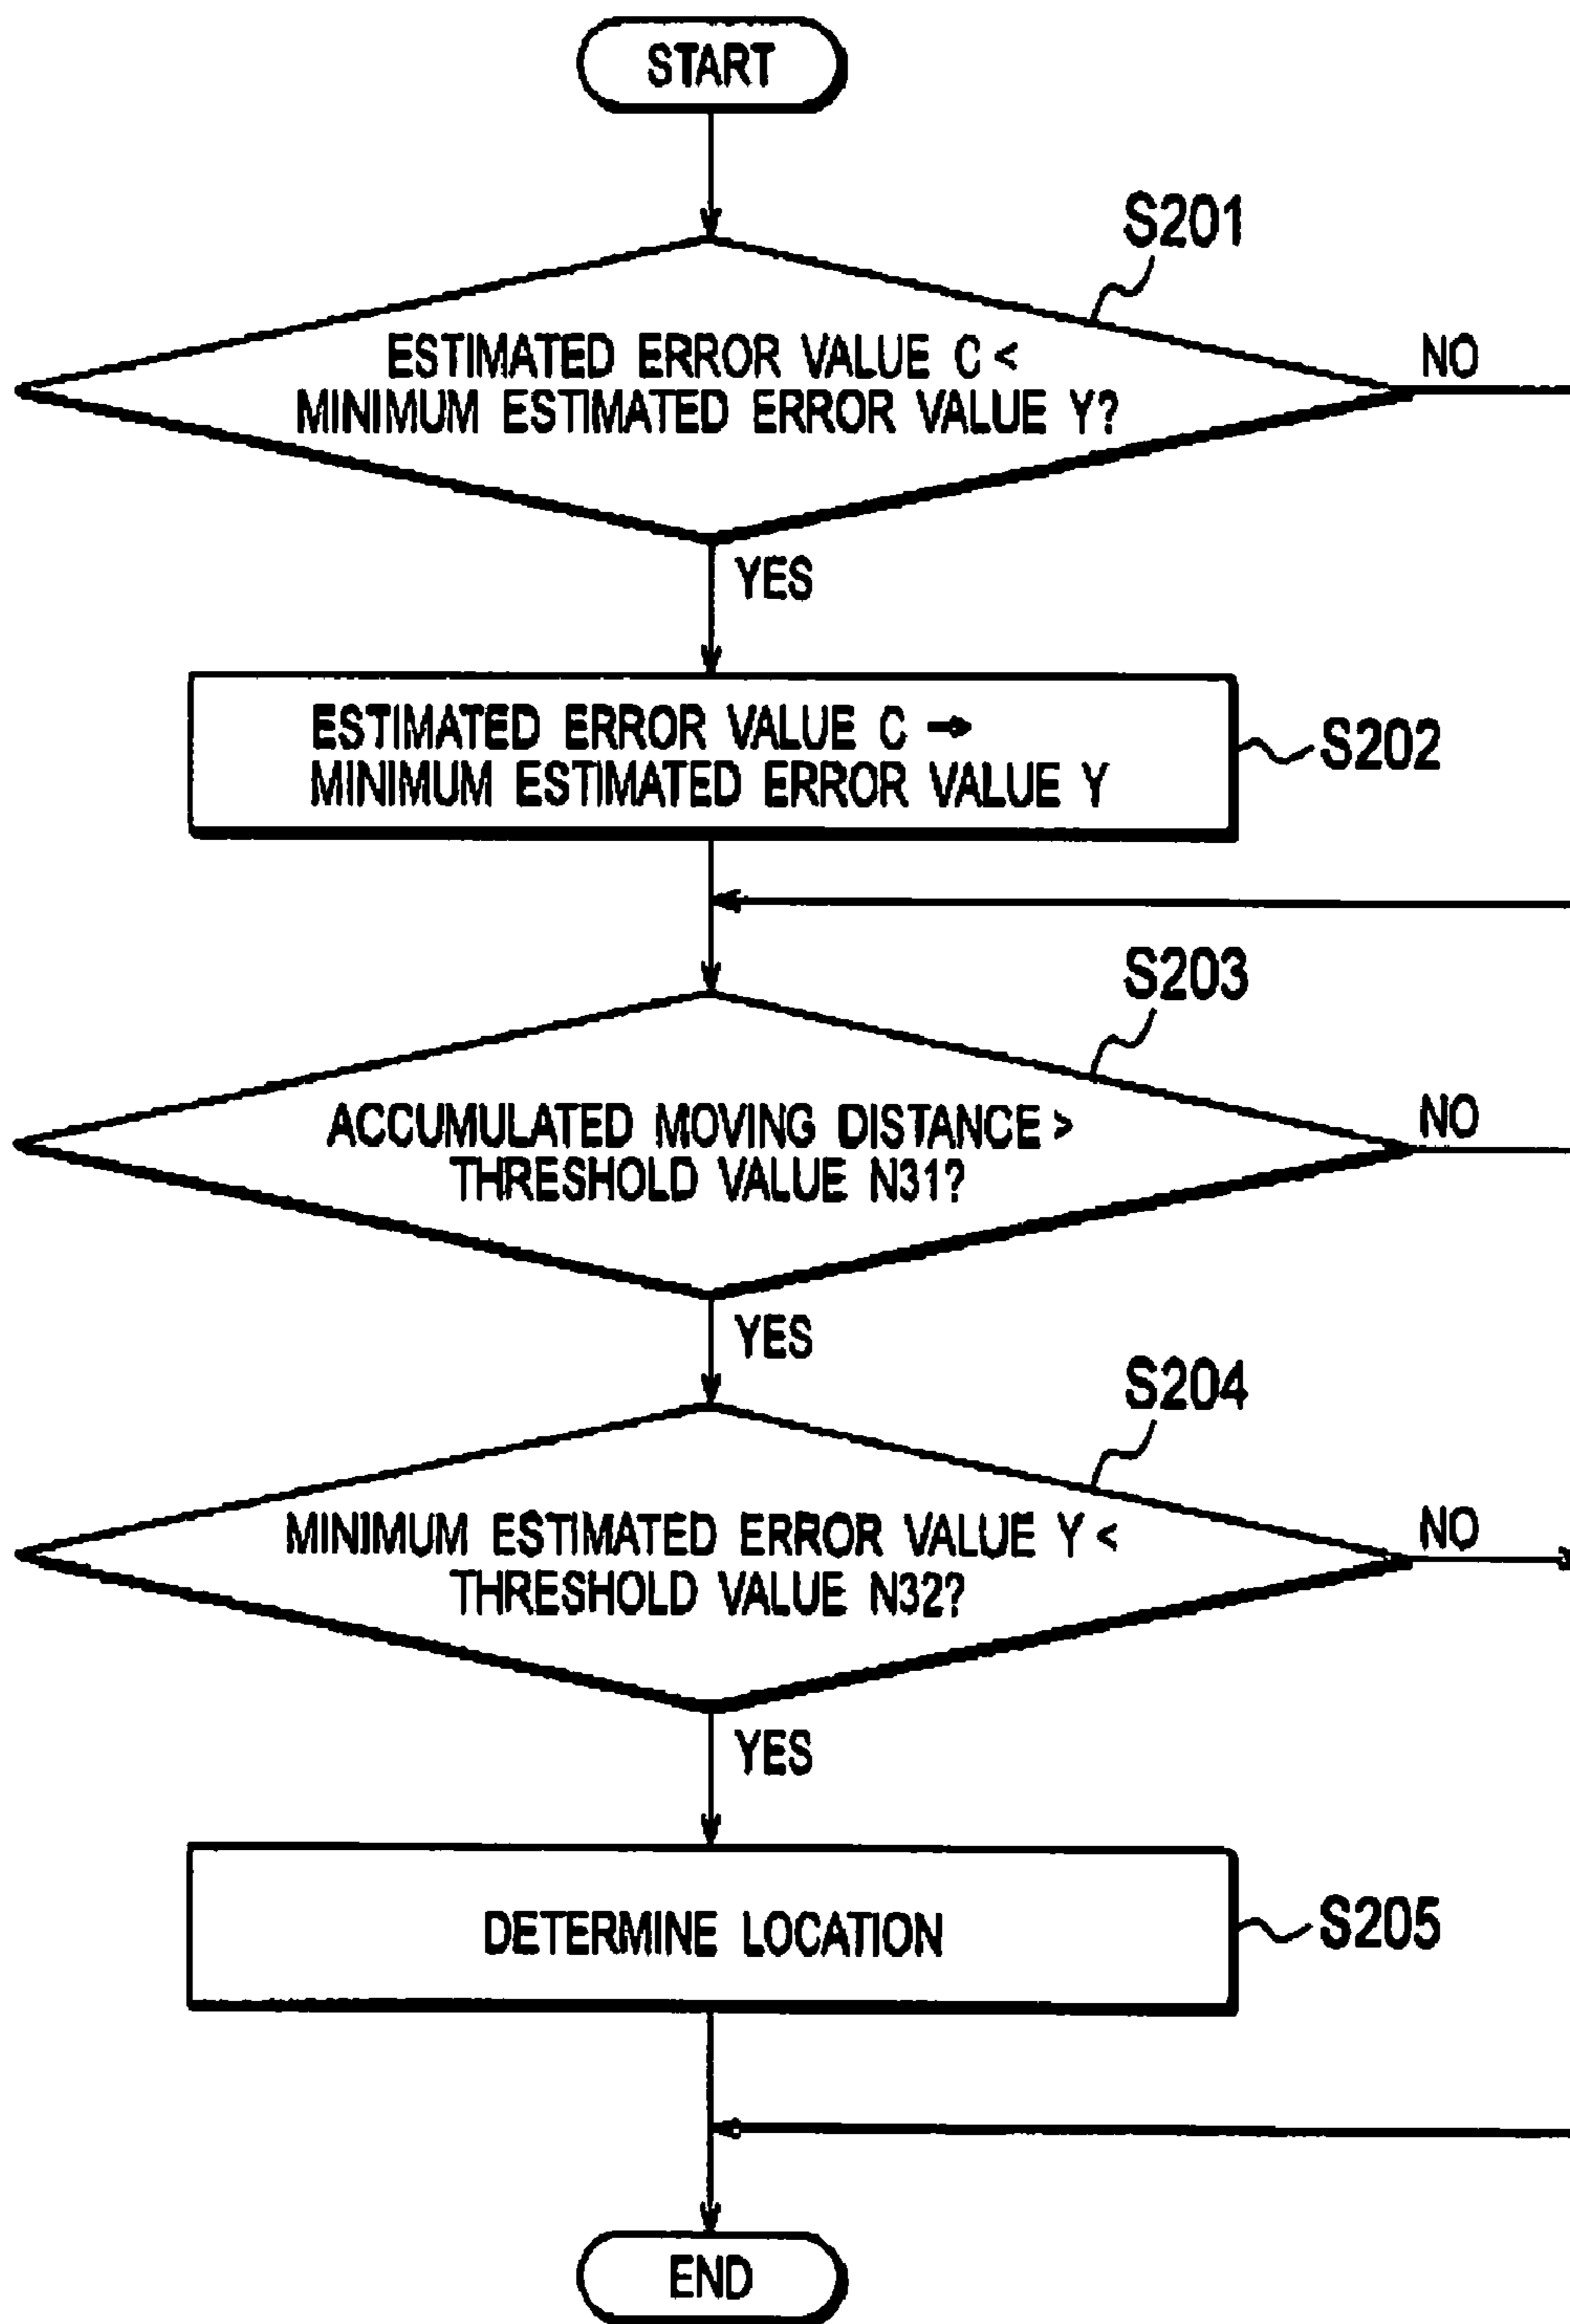 START
S201
ESTIMATED ERROR VALUE C <
MINIMUM ESTIMATED ERROR VALUE Y?
NO
YES
ESTIMATED ERROR VALUE C →
MINIMUM ESTIMATED ERROR VALUE Y
S202
S203
ACCUMULATED MOVING DISTANCE >
THRESHOLD VALUE N31?
NO
YES
S204
MINIMUM ESTIMATED ERROR VALUE Y <
THRESHOLD VALUE N32?
NO
YES
DETERMINE LOCATION
S205
END